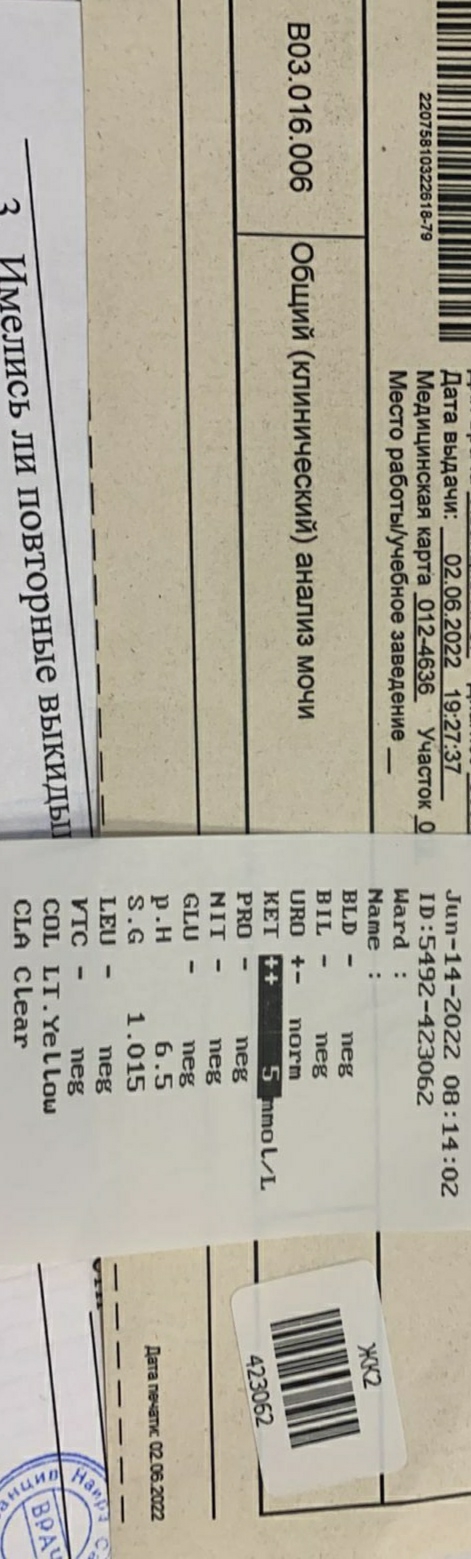 22075810322618-79
Дата выдачи: 02.06.2022 19:27:37
Медицинская карта 012-4636 Участок 0
Место работы/учебное заведение
B03.016.006 Общий (клинический) анализ мочи
Jun-14-2022 08:14:02
ID:5492-423062
Ward :
Name :
BLD - neg
BIL - neg
URO +- norm
KET ++ 5 mmol/L
PRO - neg
NIT - neg
GLU - neg
p.H 6.5
S.G 1.015
LEU - neg
VTC - neg
COL LT.Yellow
CLA Clear
ЖК2
423062
Дата печати: 02.06.2022
3 Имелись ли повторные выкидыш
ВРАЧ